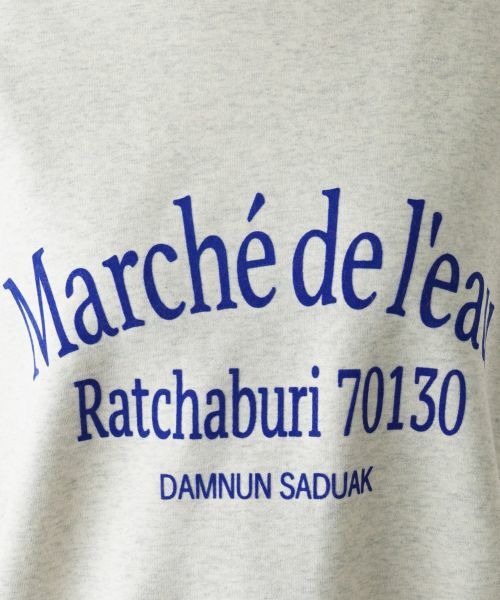 Marché de l'eau
Ratchaburi 70130
DAMNUN SADUAK